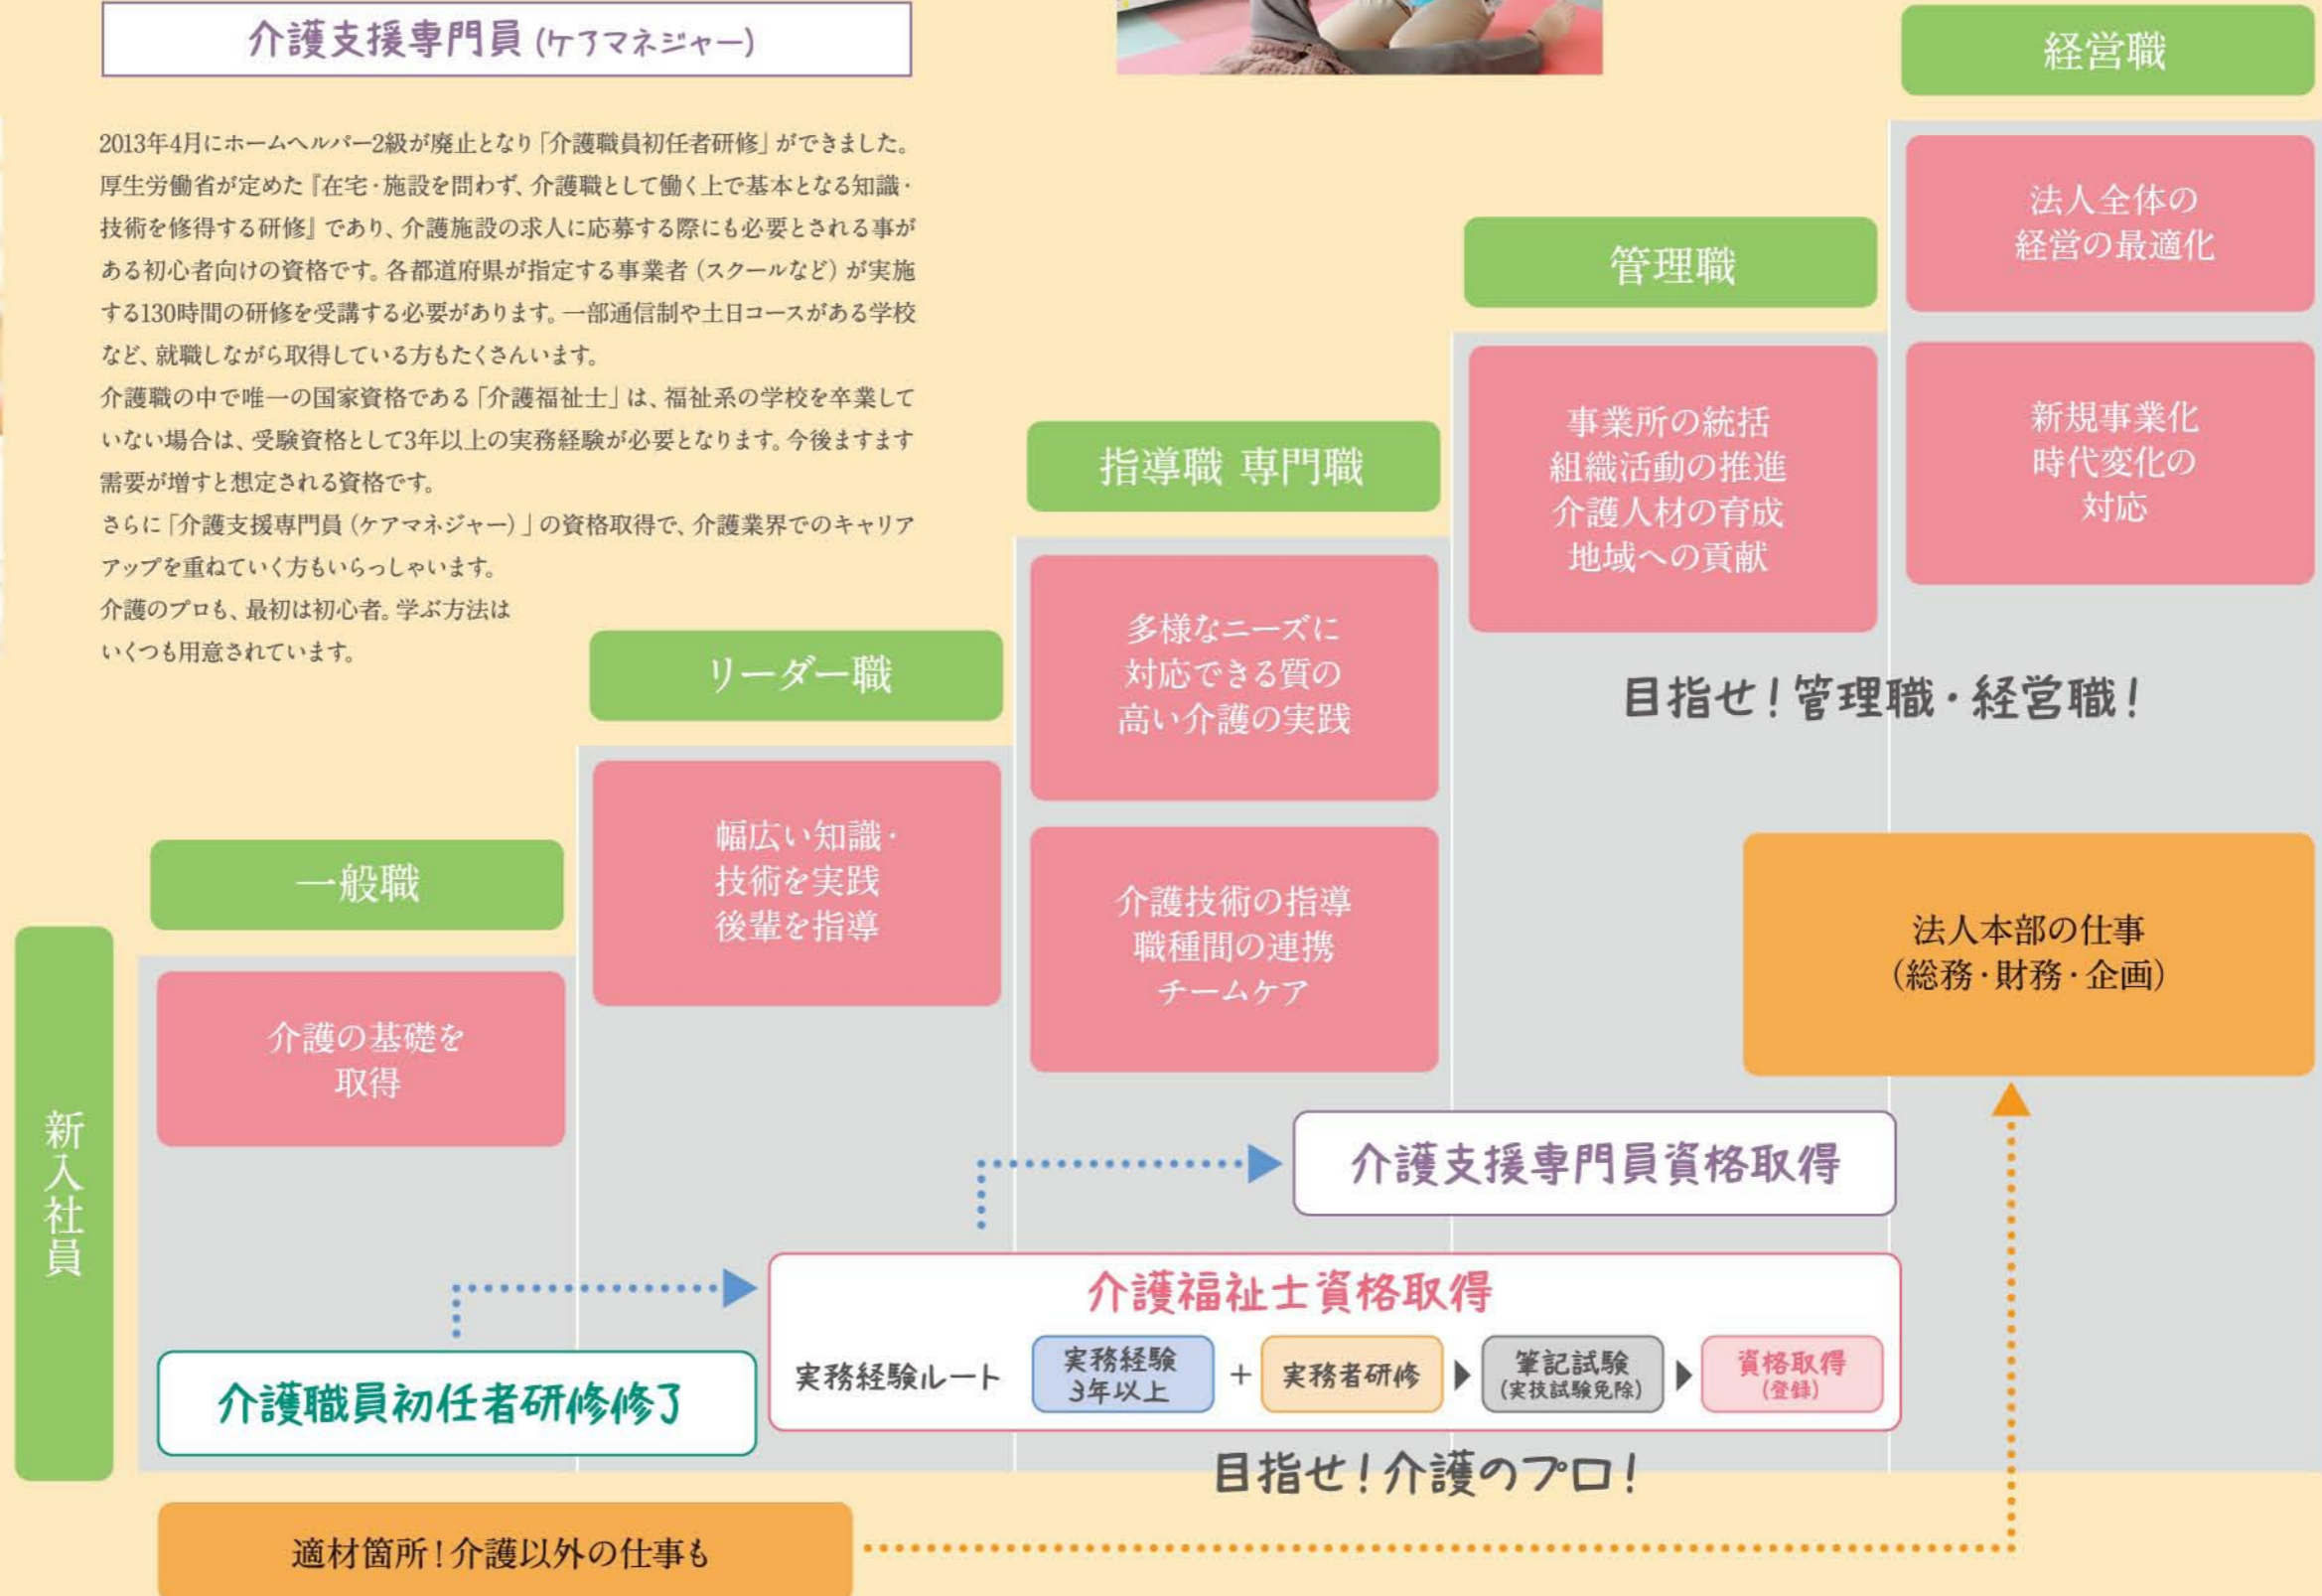 介護支援専門員(ケアマネジャー)
2013年4月にホームヘルパー2級が廃止となり「介護職員初任者研修」ができました。
厚生労働省が定めた『在宅・施設を問わず、介護職として働く上で基本となる知識・
技術を修得する研修』であり、介護施設の求人に応募する際にも必要とされる事が
ある初心者向けの資格です。各都道府県が指定する事業者(スクールなど)が実施
する130時間の研修を受講する必要があります。一部通信制や土日コースがある学校
など、就職しながら取得している方もたくさんいます。
介護職の中で唯一の国家資格である「介護福祉士」は、福祉系の学校を卒業して
いない場合は、受験資格として3年以上の実務経験が必要となります。今後ますます
需要が増すと想定される資格です。
さらに「介護支援専門員(ケアマネジャー)」の資格取得で、介護業界でのキャリア
アップを重ねていく方もいらっしゃいます。
介護のプロも、最初は初心者。学ぶ方法は
いくつも用意されています。
新入社員
一般職
介護の基礎を
取得
リーダー職
幅広い知識・
技術を実践
後輩を指導
指導職 専門職
多様なニーズに
対応できる質の
高い介護の実践
介護技術の指導
職種間の連携
チームケア
管理職
事業所の統括
組織活動の推進
介護人材の育成
地域への貢献
経営職
法人全体の
経営の最適化
新規事業化
時代変化の
対応
目指せ!管理職・経営職!
法人本部の仕事
(総務・財務・企画)
介護支援専門員資格取得
介護福祉士資格取得
実務経験ルート
実務経験
3年以上
+
実務者研修
筆記試験
(実技試験免除)
資格取得
(登録)
介護職員初任者研修修了
目指せ!介護のプロ!
適材箇所!介護以外の仕事も